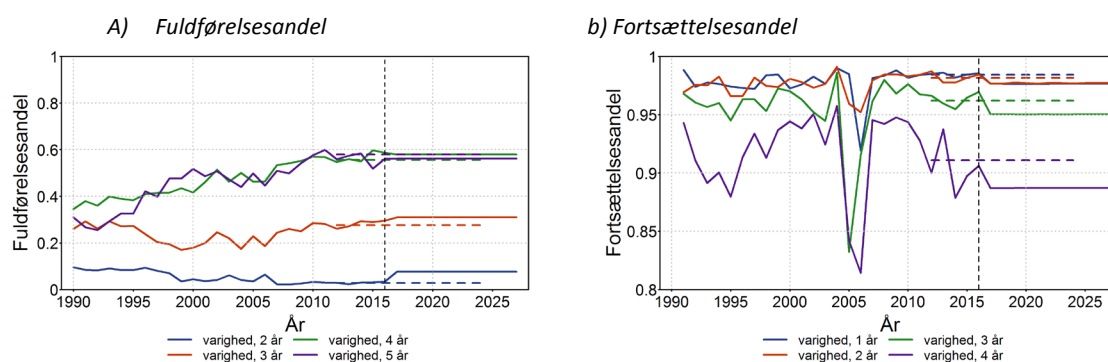 A) Fuldførelsesandel
b) Fortsættelsesandel
1
0.8
0.6
0.4
0.2
0
Fuldførelsesandel
1990 1995 2000 2005 2010 2015 2020 2025
År
varighed, 2 år varighed, 4 år
varighed, 3 år varighed, 5 år
1
0.95
0.9
0.85
0.8
Fortsættelsesandel
1990 1995 2000 2005 2010 2015 2020 2025
År
varighed, 1 år varighed, 3 år
varighed, 2 år varighed, 4 år